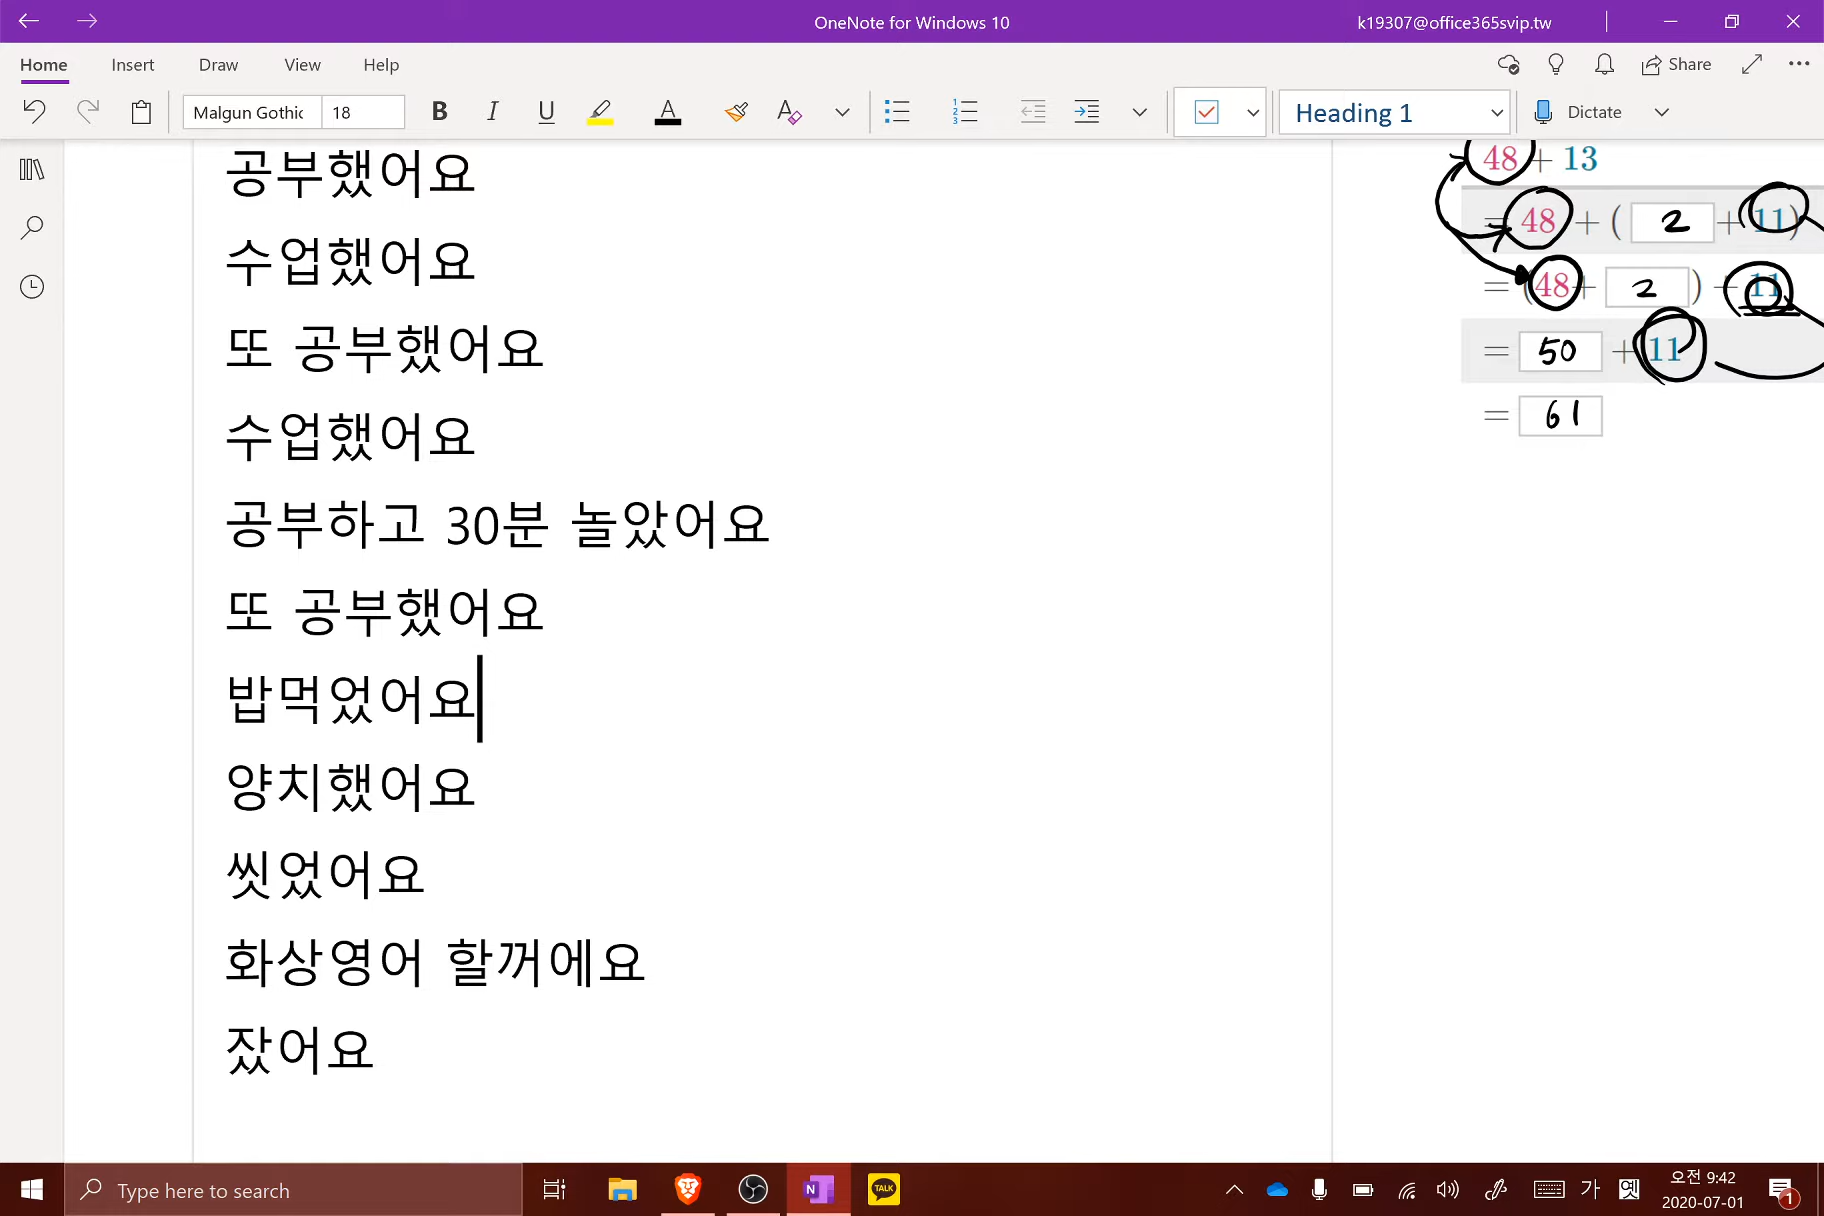 OneNote for Windows 10
k19307@office365svip.tw
Home Insert Draw View Help
Share
Malgun Gothic 18 B I U A
Heading 1
Dictate
공부했어요
수업했어요
또 공부했어요
수업했어요
공부하고 30분 놀았어요
또 공부했어요
밥먹었어요
양치했어요
씻었어요
화상영어 할꺼에요
잤어요
48 + 13
= 48 + ( 2 + 11)
= (48 + 2 ) + 11
= 50 + 11
= 61
Type here to search
TALK
가
오전 9:42
2020-07-01
1